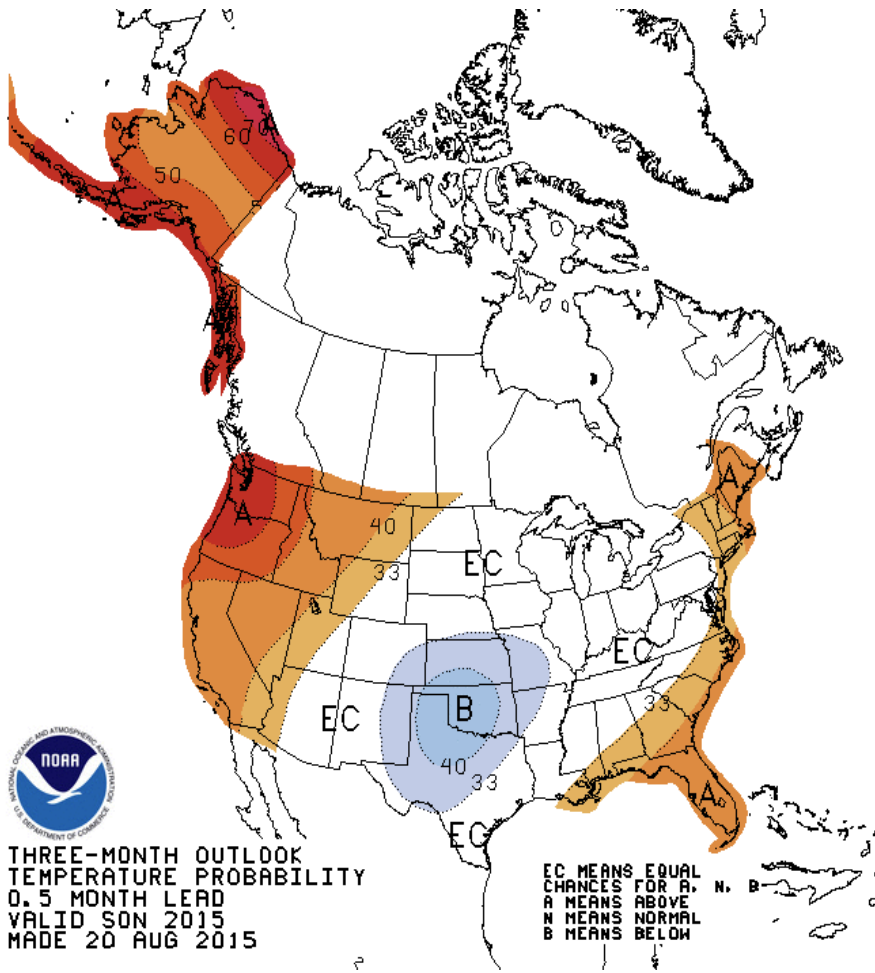 70
60
A
50
A
5
A
A
A
40
EC
33
EC
33
B
EC
40
33
A
EC
NOAA
NATIONAL OCEANIC AND ATMOSPHERIC ADMINISTRATION
U.S. DEPARTMENT OF COMMERCE
THREE-MONTH OUTLOOK
TEMPERATURE PROBABILITY
0.5 MONTH LEAD
VALID SON 2015
MADE 20 AUG 2015
EC MEANS EQUAL
CHANCES FOR A, N, B
A MEANS ABOVE
N MEANS NORMAL
B MEANS BELOW